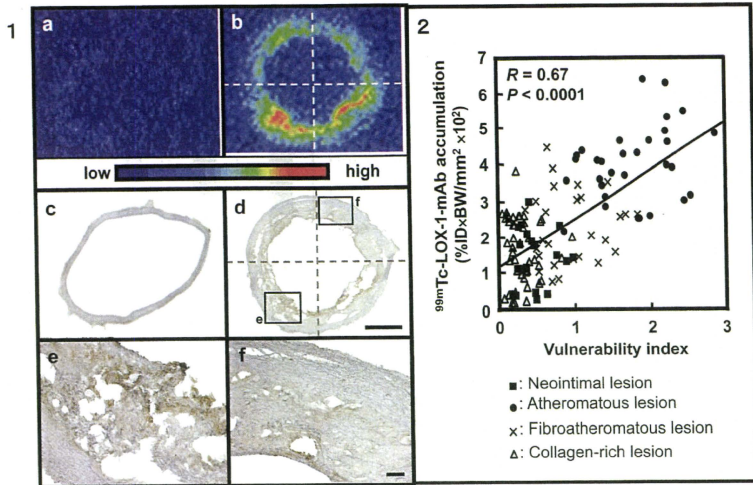 1
a
b
low
high
c
d
f
e
e
f
2
R = 0.67
P < 0.0001
⁹⁹ᵐTc-LOX-1-mAb accumulation
(%ID×BW/mm² ×10²)
7
6
5
4
3
2
1
0
0
1
2
3
Vulnerability index
■: Neointimal lesion
●: Atheromatous lesion
×: Fibroatheromatous lesion
△: Collagen-rich lesion